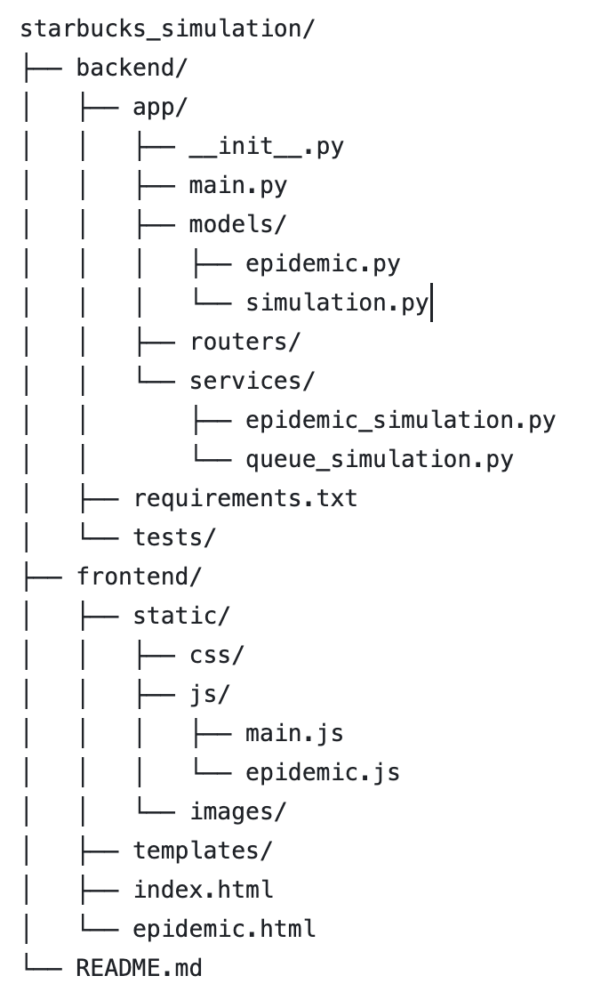 starbucks_simulation/
├── backend/
│   ├── app/
│   │   ├── __init__.py
│   │   ├── main.py
│   │   ├── models/
│   │   │   ├── epidemic.py
│   │   │   └── simulation.py
│   │   ├── routers/
│   │   └── services/
│   │       ├── epidemic_simulation.py
│   │       └── queue_simulation.py
│   ├── requirements.txt
│   └── tests/
├── frontend/
│   ├── static/
│   │   ├── css/
│   │   ├── js/
│   │   │   ├── main.js
│   │   │   └── epidemic.js
│   │   └── images/
│   ├── templates/
│   ├── index.html
│   └── epidemic.html
└── README.md